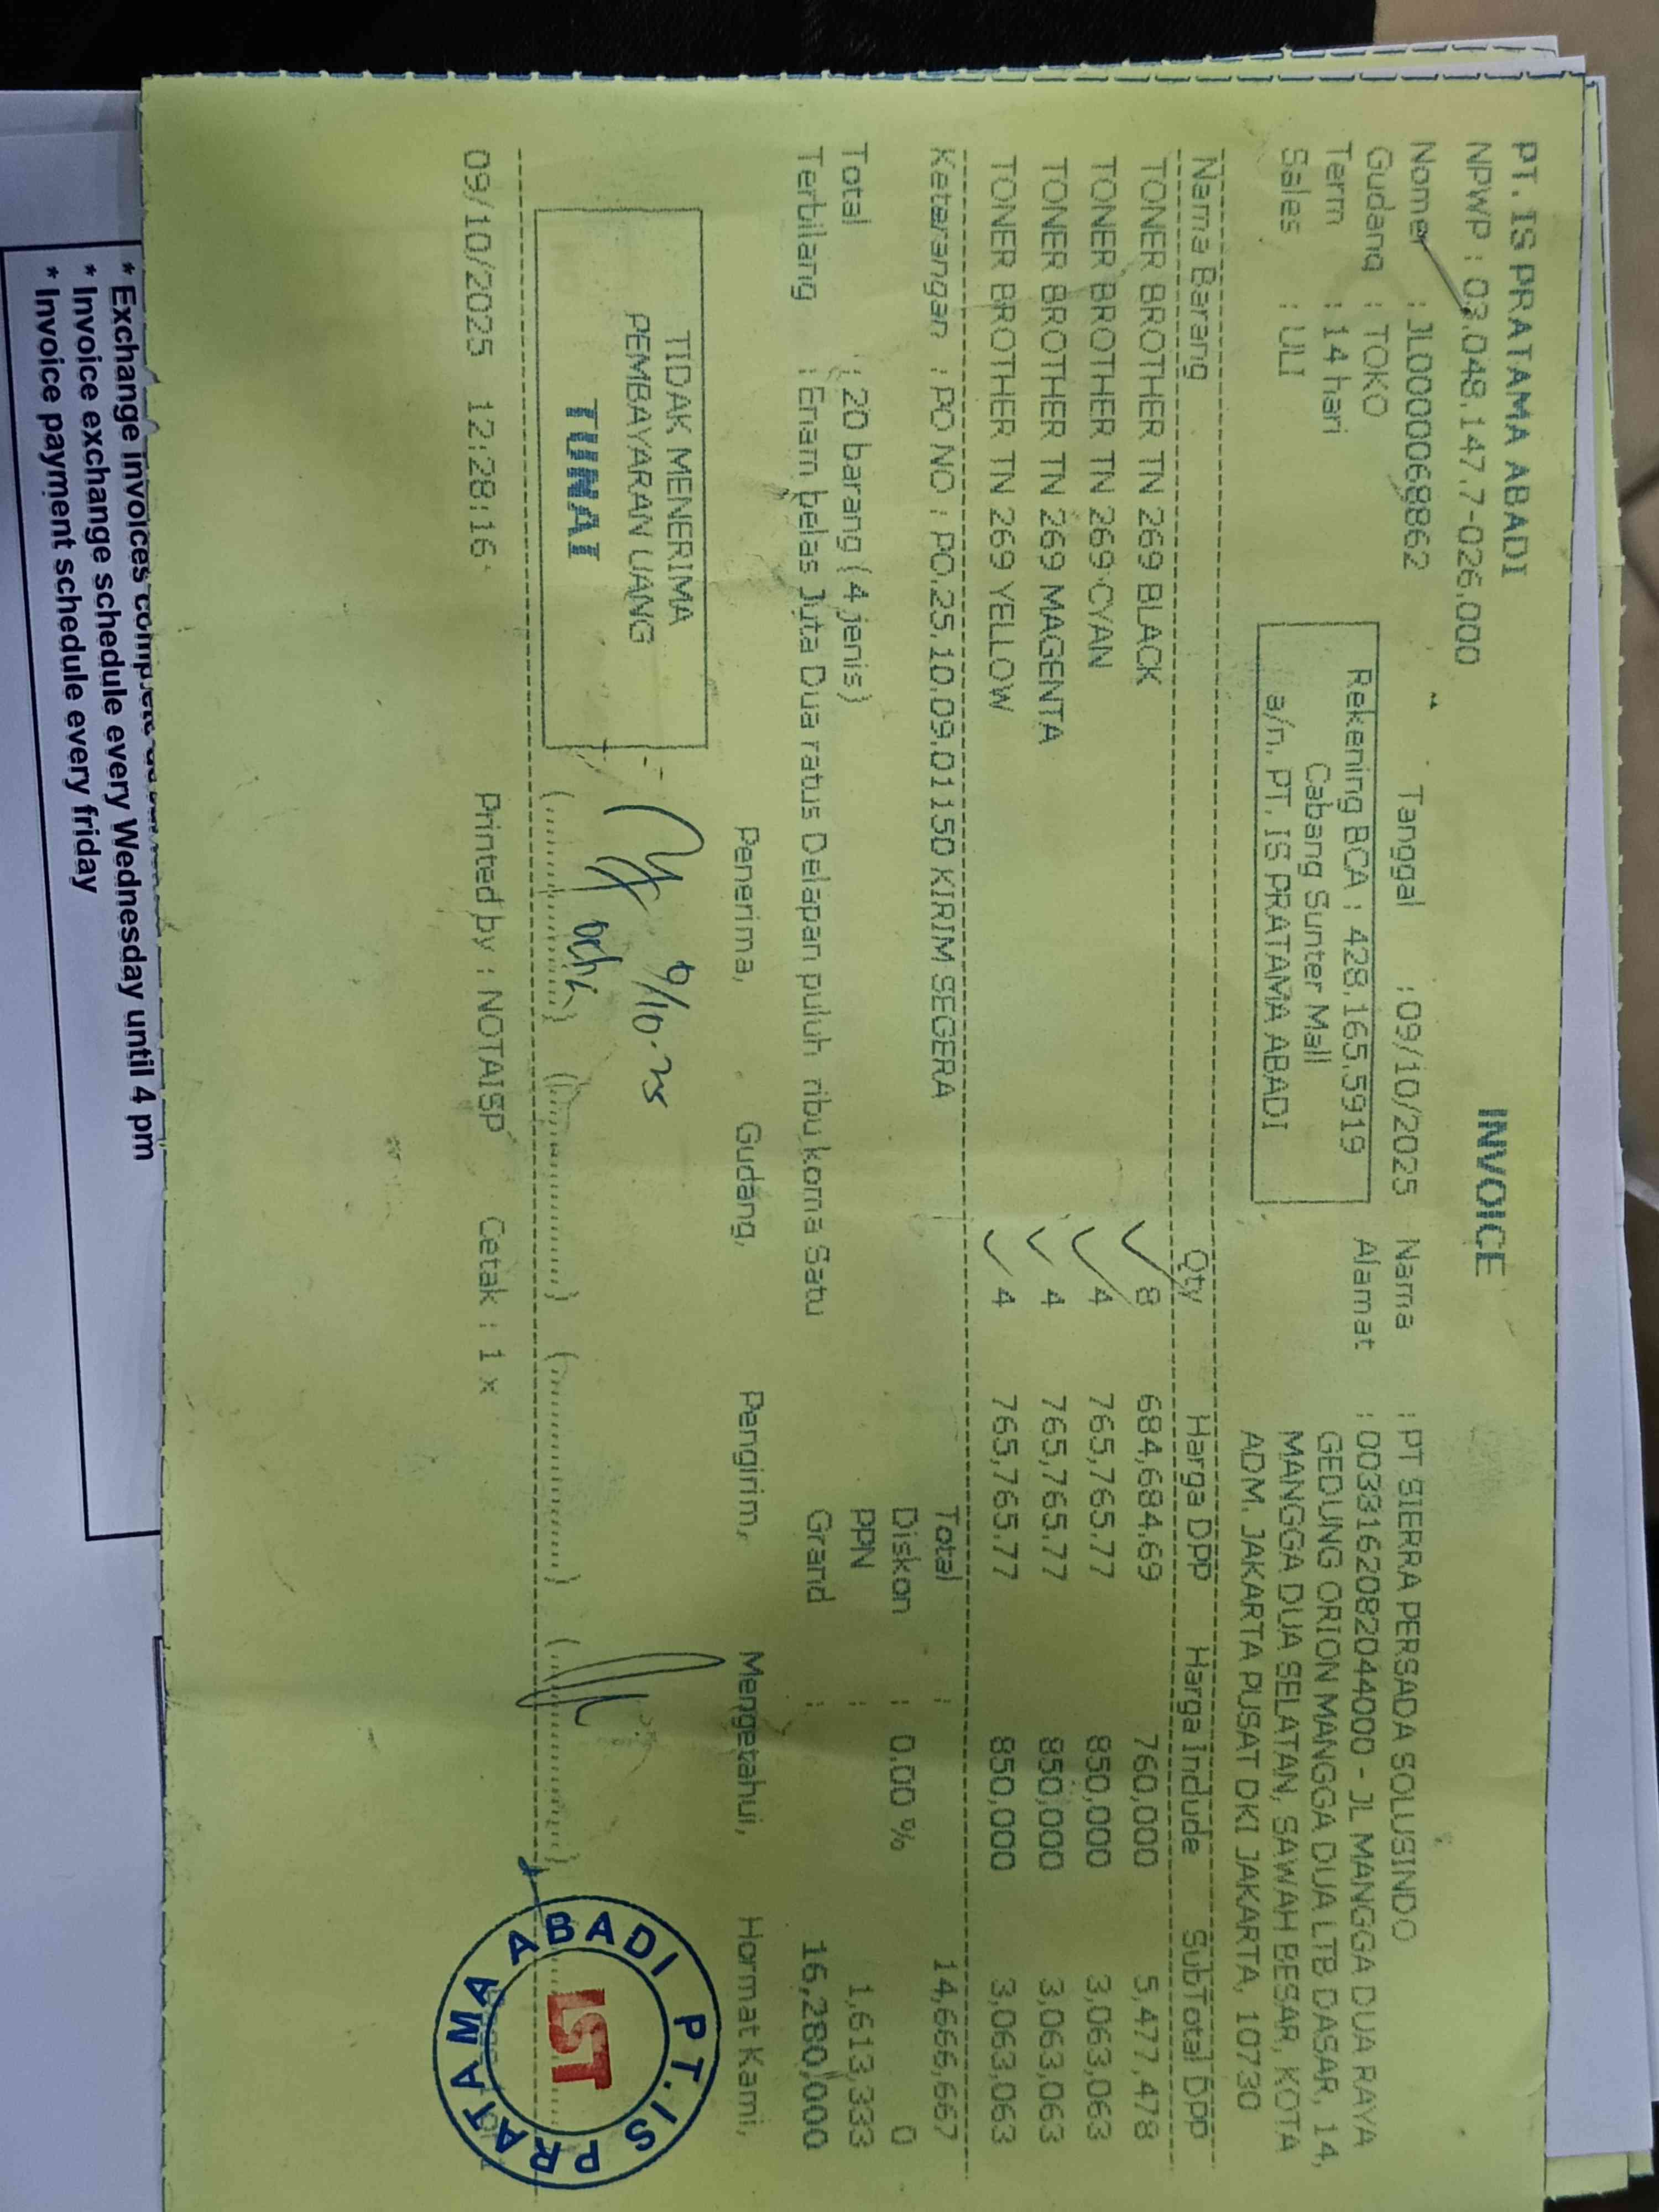 PT. IS PRATAMA ABADI
INVOICE
NPWP : 03.048.147.7-026.000
Nomer : JL0000068862
Tanggal : 09/10/2025
Nama : PT SIERRA PERSADA SOLUSINDO
Gudang : TOKO
Rekening BCA : 428.165.5919
Alamat : 0033162082044000 - JL MANGGA DUA RAYA
Term : 14 hari
Cabang Sunter Mall
GEDUNG ORION MANGGA DUA LTB DASAR, 14,
Sales : ULI
a/n. PT. IS PRATAMA ABADI
MANGGA DUA SELATAN, SAWAH BESAR, KOTA
ADM. JAKARTA PUSAT DKI JAKARTA, 10730
Nama Barang Qty Harga DPP Harga Include SubTotal DPP
TONER BROTHER TN 269 BLACK 8 684,684.69 760,000 5,477,478
TONER BROTHER TN 269 CYAN 4 765,765.77 850,000 3,063,063
TONER BROTHER TN 269 MAGENTA 4 765,765.77 850,000 3,063,063
TONER BROTHER TN 269 YELLOW 4 765,765.77 850,000 3,063,063
Keterangan : PO NO : PO.25.10.09.01150 KIRIM SEGERA
Total : 14,666,667
Diskon : 0.00 % 0
Total : 20 barang (4 jenis)
PPN : 1,613,333
Terbilang : Enam belas Juta Dua ratus Delapan puluh ribu koma Satu
Grand : 16,280,000
Penerima, Gudang, Pengirim, Mengetahui, Hormat Kami,
TIDAK MENERIMA
PEMBAYARAN UANG
TUNAI
9/10-25
PT. IS PRATAMA ABADI
IST
09/10/2025 12:28:16
Printed by : NOTAISP
Cetak : 1 x
* Exchange invoices
* Invoice exchange schedule every Wednesday until 4 pm
* Invoice payment schedule every friday